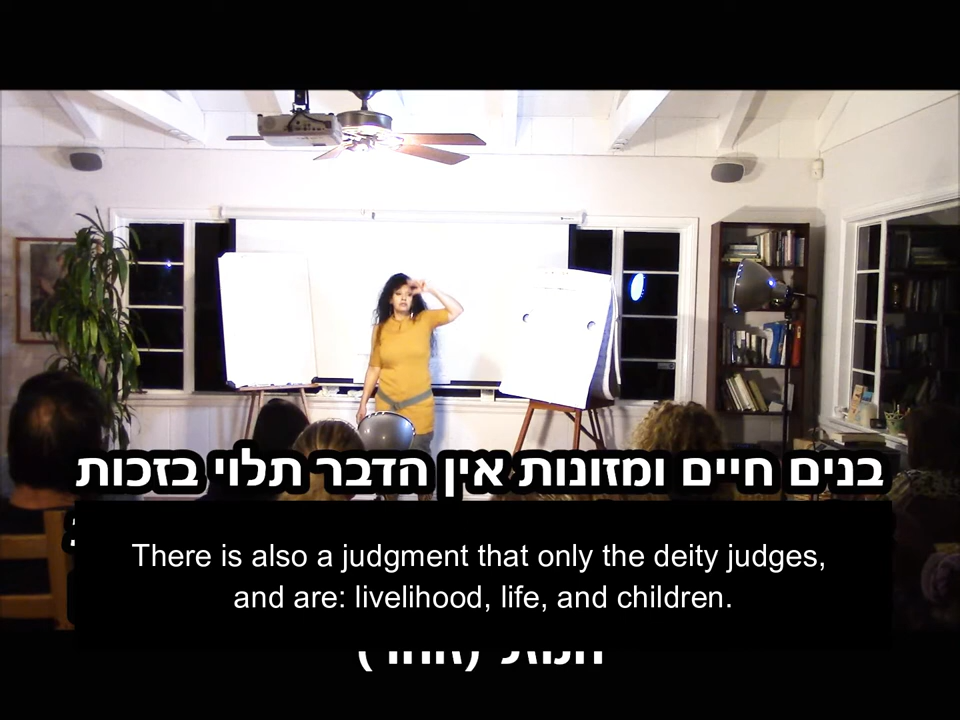 בנים חיים ומזונות אין הדבר תלוי בזכות
There is also a judgment that only the deity judges,
and are: livelihood, life, and children.